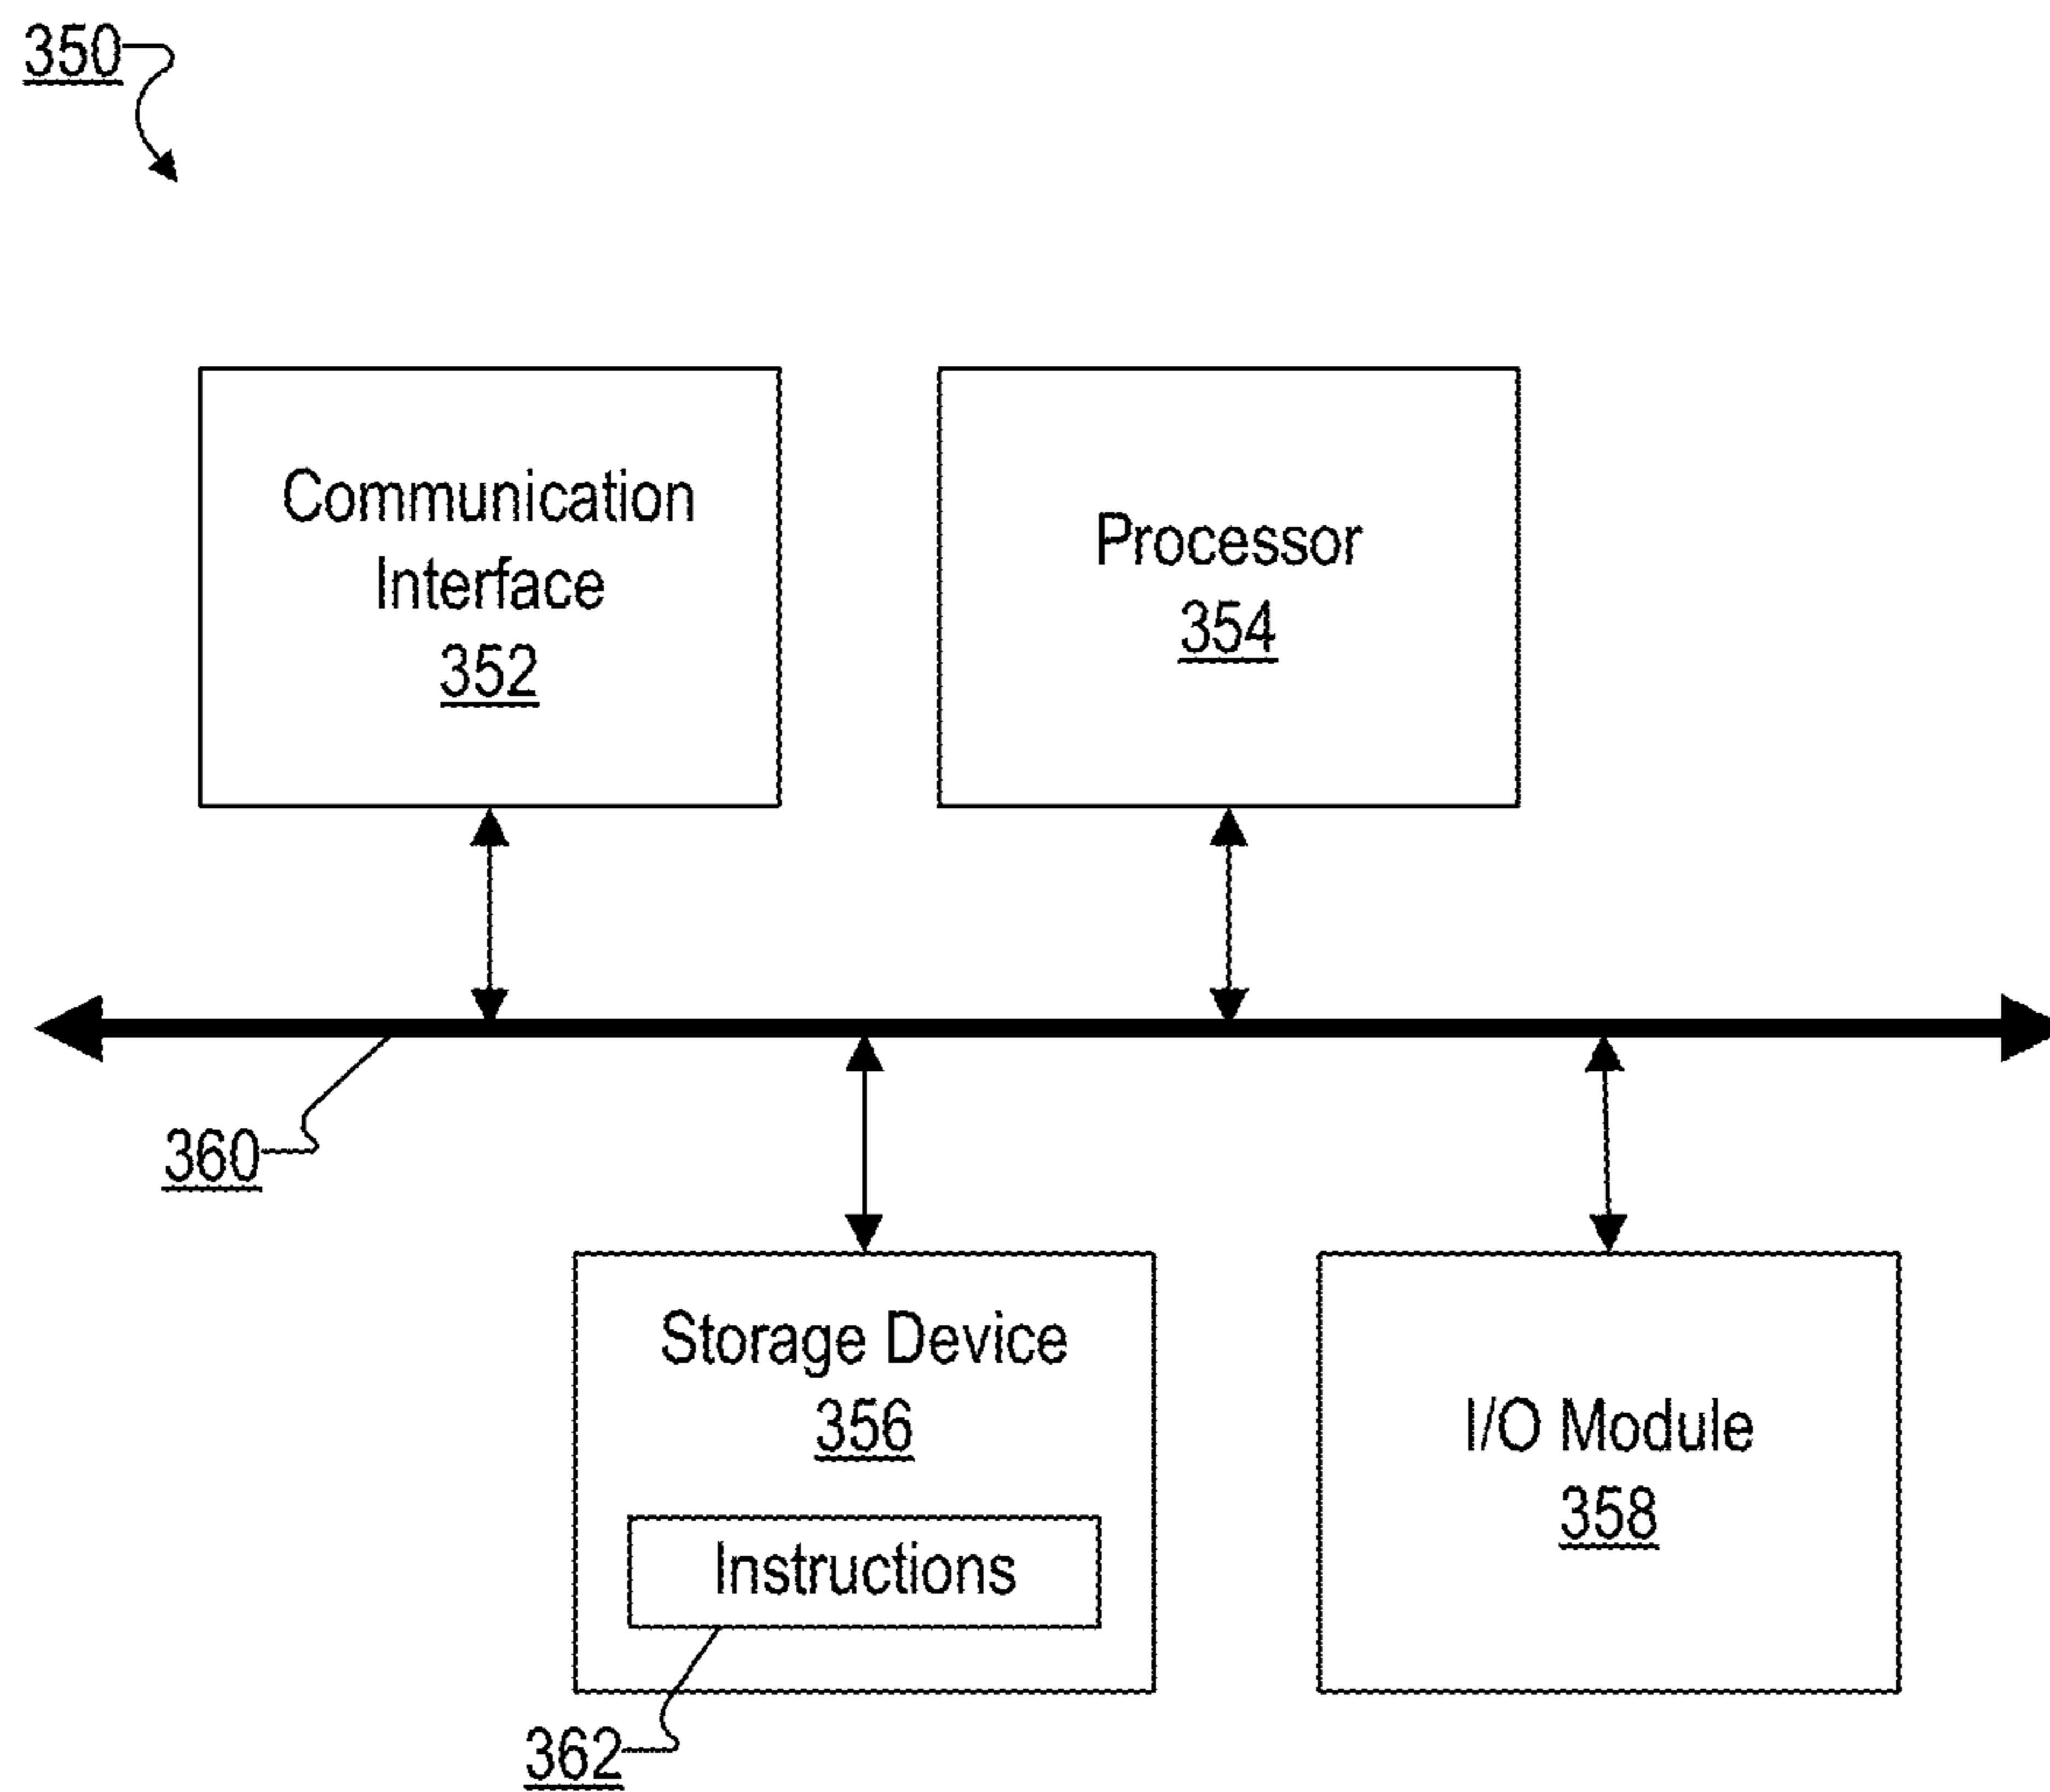 350
Communication
Interface
352
Processor
354
360
Storage Device
356
Instructions
362
I/O Module
358